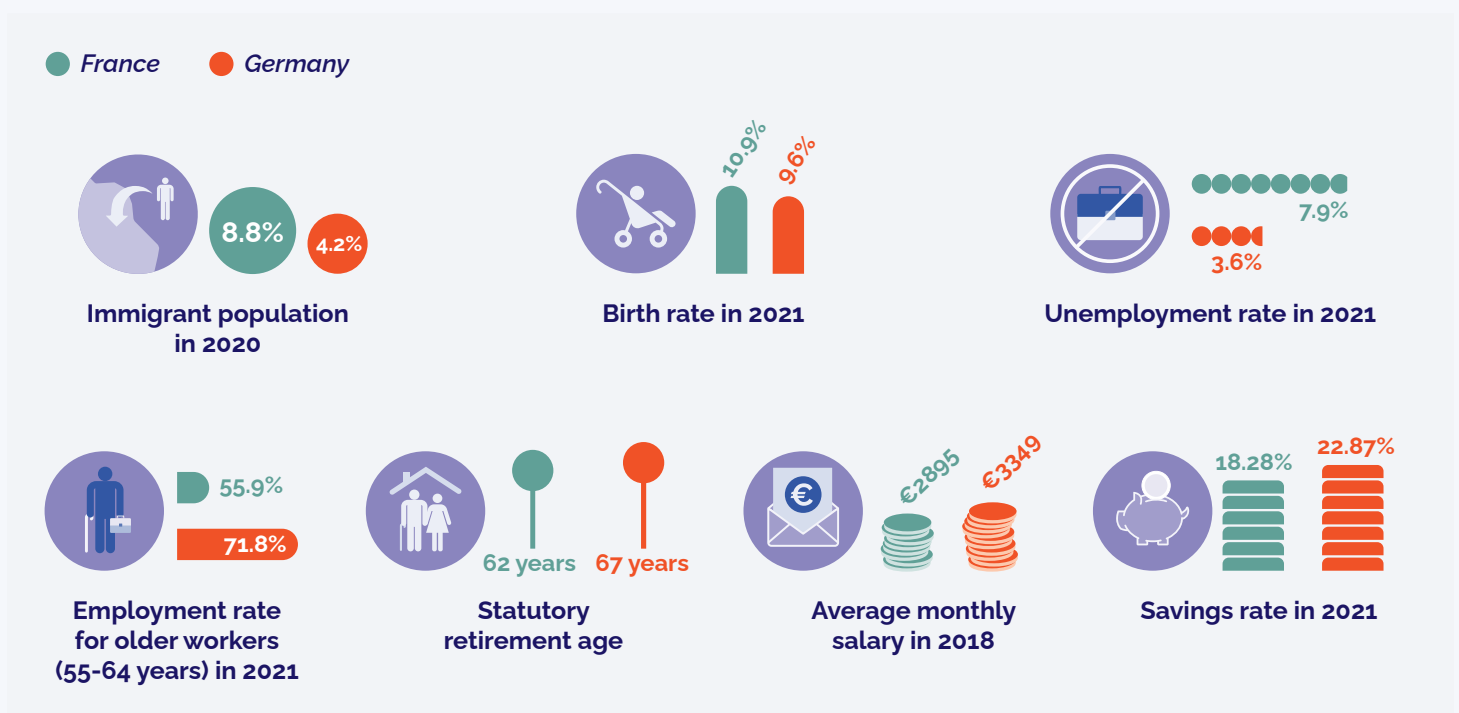 France
Germany
8.8%
4.2%
Immigrant population
in 2020
10.9%
9.6%
Birth rate in 2021
7.9%
3.6%
Unemployment rate in 2021
55.9%
71.8%
Employment rate
for older workers
(55-64 years) in 2021
62 years
67 years
Statutory
retirement age
€
€2895
€3349
Average monthly
salary in 2018
18.28%
22.87%
Savings rate in 2021